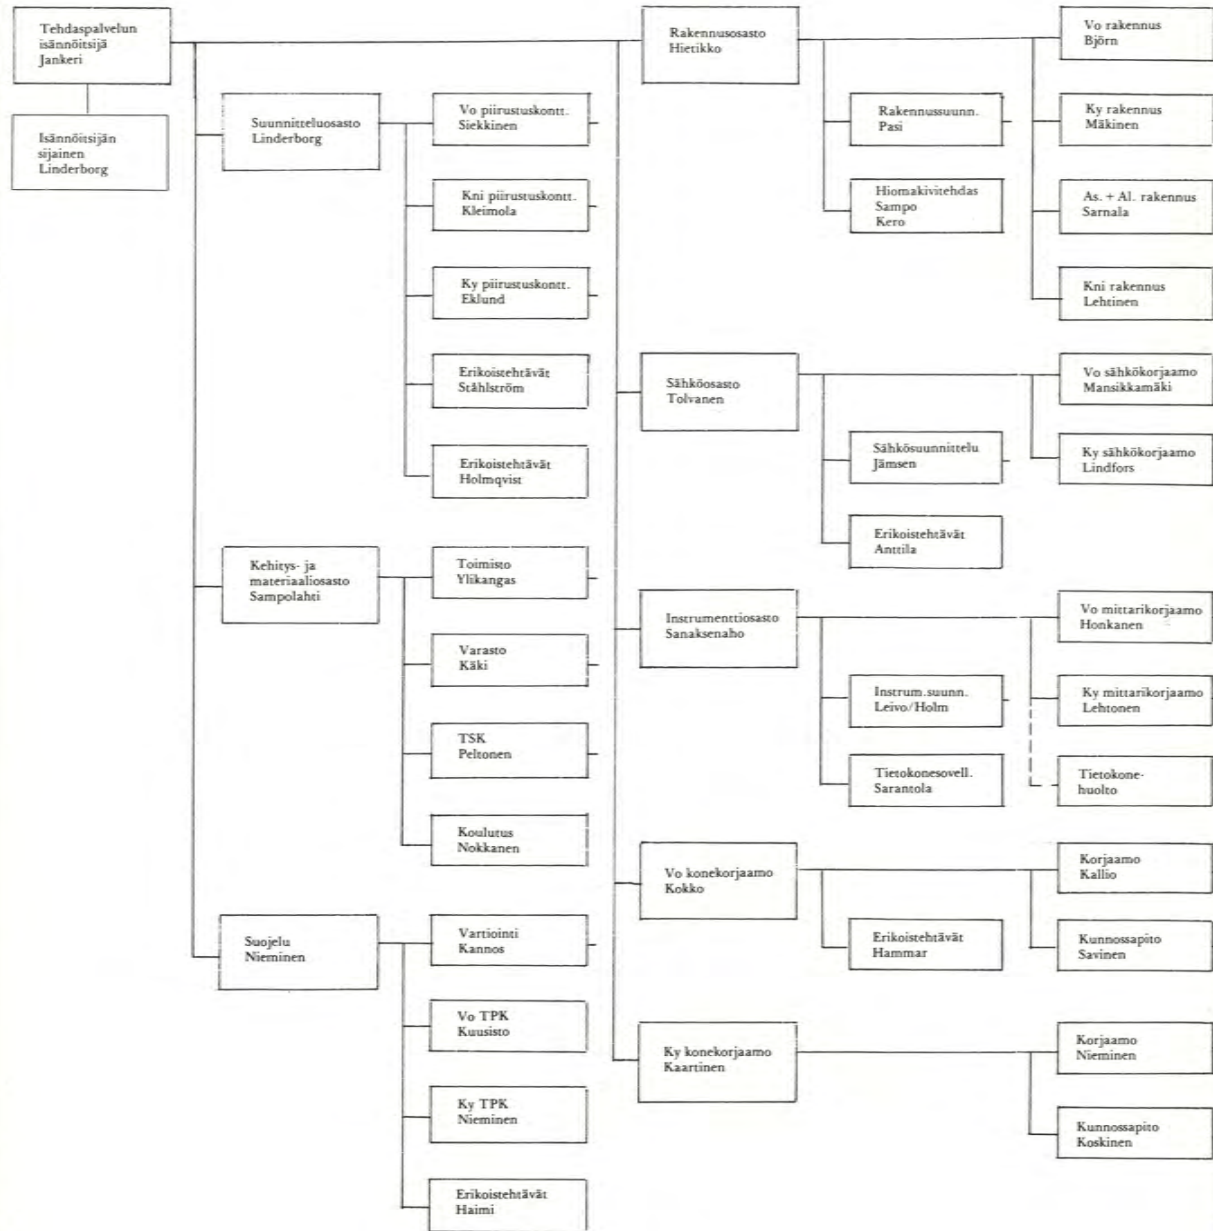 Tehdaspalvelun
isännöitsijä
Jankeri
Isännöitsijän
sijainen
Linderborg
Suunnitteluosasto
Linderborg
Vo piirustuskontt.
Siekkinen
Kni piirustuskontt.
Kleimola
Ky piirustuskontt.
Eklund
Erikoistehtävät
Ståhlström
Erikoistehtävät
Holmqvist
Kehitys- ja
materiaaliosasto
Sampolahti
Toimisto
Ylikangas
Varasto
Käki
TSK
Peltonen
Koulutus
Nokkanen
Suojelu
Nieminen
Vartiointi
Kannos
Vo TPK
Kuusisto
Ky TPK
Nieminen
Erikoistehtävät
Haimi
Rakennusosasto
Hietikko
Rakennussuunn.
Pasi
Hiomakivitehdas
Sampo
Kero
Vo rakennus
Björn
Ky rakennus
Mäkinen
As. + Al. rakennus
Sarnala
Kni rakennus
Lehtinen
Sähköosasto
Tolvanen
Sähkösuunnittelu
Jämsen
Erikoistehtävät
Anttila
Vo sähkökorjaamo
Mansikkamäki
Ky sähkökorjaamo
Lindfors
Instrumenttiosasto
Sanaksenaho
Instrum.suunn.
Leivo/Holm
Tietokonesovell.
Sarantola
Vo mittarikorjaamo
Honkanen
Ky mittarikorjaamo
Lehtonen
Tietokone-
huolto
Vo konekorjaamo
Kokko
Erikoistehtävät
Hammar
Korjaamo
Kallio
Kunnossapito
Savinen
Ky konekorjaamo
Kaartinen
Korjaamo
Nieminen
Kunnossapito
Koskinen